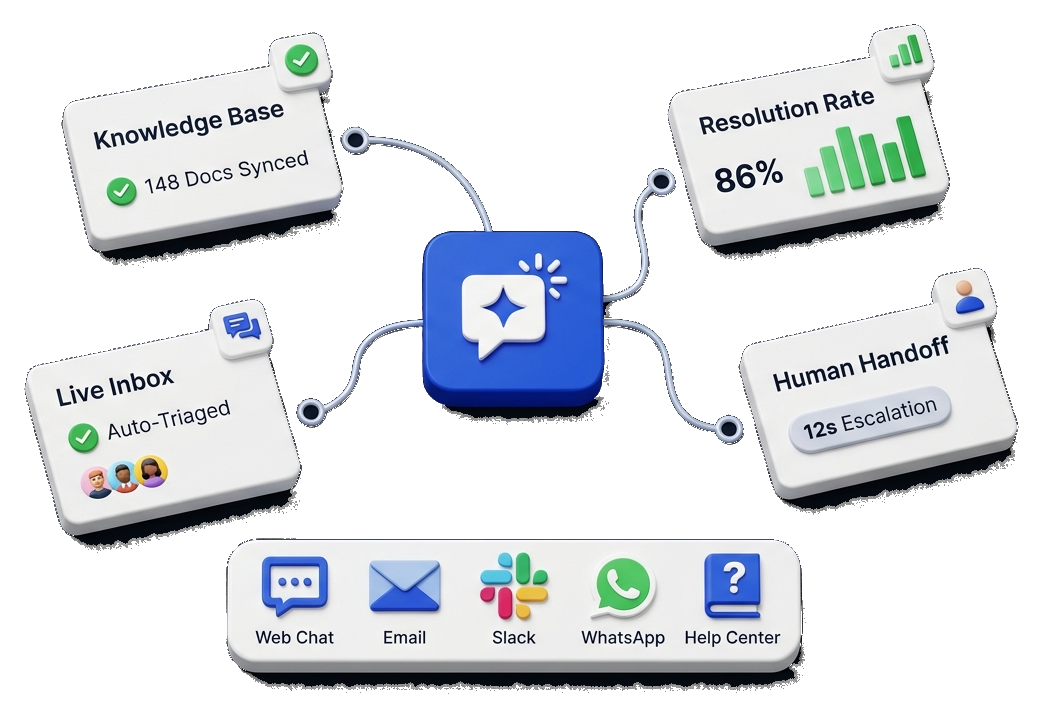 Knowledge Base
148 Docs Synced
Resolution Rate
86%
Live Inbox
Auto-Triaged
Human Handoff
12s Escalation
Web Chat
Email
Slack
WhatsApp
Help Center
?